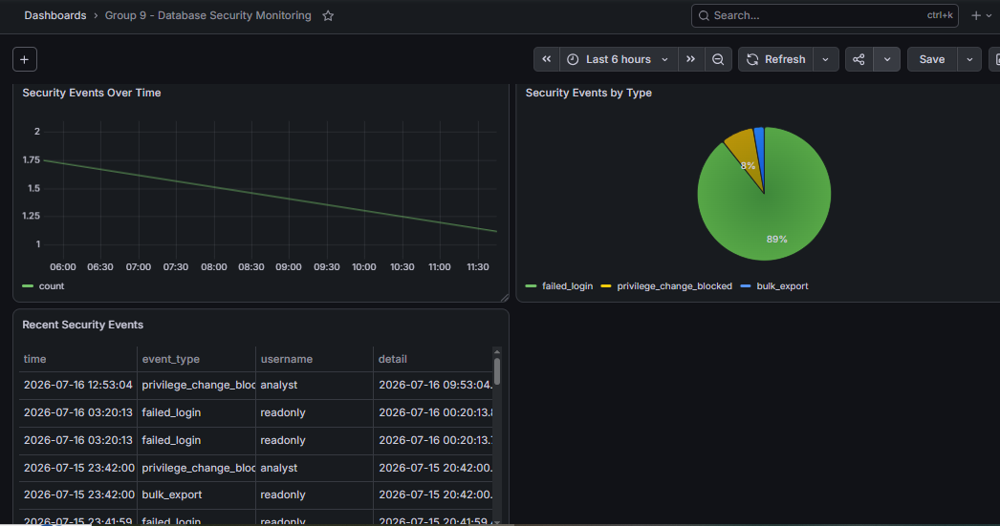 Dashboards › Group 9 - Database Security Monitoring
Search... ctrl+k
Last 6 hours Refresh Save
Security Events Over Time
2
1.75
1.5
1.25
1
06:00 06:30 07:00 07:30 08:00 08:30 09:00 09:30 10:00 10:30 11:00 11:30
count
Security Events by Type
8%
89%
failed_login privilege_change_blocked bulk_export
Recent Security Events
time event_type username detail
2026-07-16 12:53:04 privilege_change_bloc analyst 2026-07-16 09:53:04.
2026-07-16 03:20:13 failed_login readonly 2026-07-16 00:20:13.
2026-07-16 03:20:13 failed_login readonly 2026-07-16 00:20:13.
2026-07-15 23:42:00 privilege_change_bloc analyst 2026-07-15 20:42:00.
2026-07-15 23:42:00 bulk_export readonly 2026-07-15 20:42:00.
2026-07-15 23:41:59 failed_login readonly 2026-07-15 20:41:59.